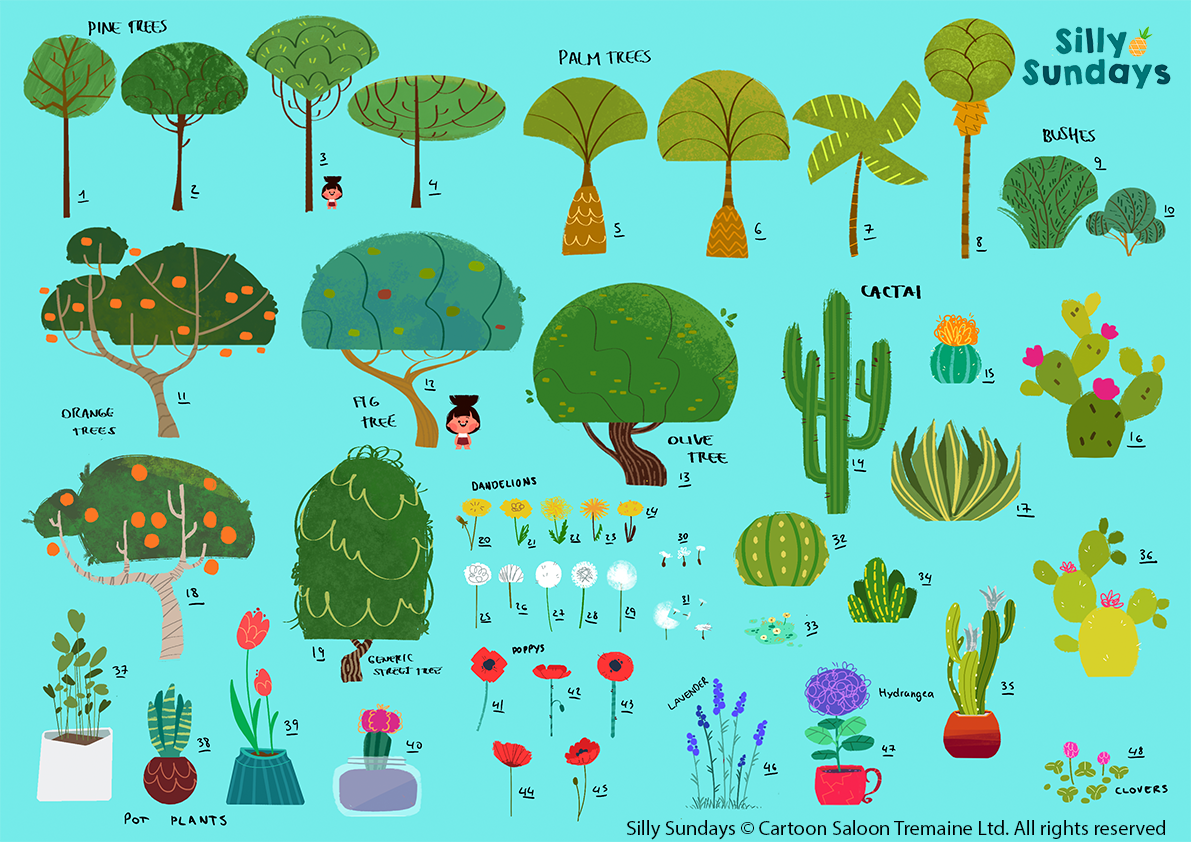 PINE TREES
PALM TREES
Silly
Sundays
BUSHES
1
2
3
4
5
6
7
8
9
10
ORANGE
TREES
11
FIG
TREE
12
OLIVE
TREE
13
CACTAI
14
15
16
17
18
19
GENERIC
STREET TREE
DANDELIONS
20
21
22
23
24
25
26
27
28
29
30
31
32
33
34
35
36
37
38
39
40
POT PLANTS
POPPYS
41
42
43
44
45
LAVENDER
46
Hydrangea
47
48
CLOVERS
Silly Sundays © Cartoon Saloon Tremaine Ltd. All rights reserved